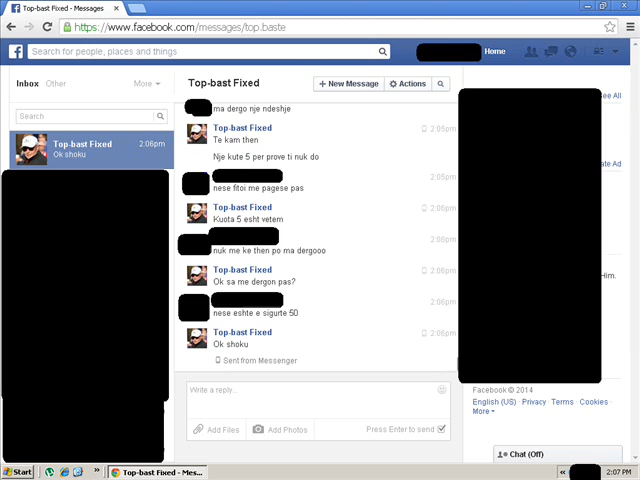 Top-bast Fixed - Messages
https://www.facebook.com/messages/top.baste
Search for people, places and things
Home
Inbox Other More
Search
Top-bast Fixed 2:06pm
Ok shoku
Top-bast Fixed
+ New Message Actions
ma dergo nje ndeshje
Top-bast Fixed 2:05pm
Te kam then
Nje kute 5 per prove ti nuk do
2:05pm
nese fitoi me pagese pas
Top-bast Fixed 2:06pm
Kuota 5 esht vetem
2:06pm
nuk me ke then po ma dergooo
Top-bast Fixed 2:06pm
Ok sa me dergon pas?
2:06pm
nese eshte e sigurte 50
Top-bast Fixed 2:06pm
Ok shoku
Sent from Messenger
Write a reply...
Add Files Add Photos Press Enter to send
ee All
ate Ad
Him.
Facebook © 2014
English (US) · Privacy · Terms · Cookies ·
More
Chat (Off)
Start
Top-bast Fixed - Mes...
2:07 PM